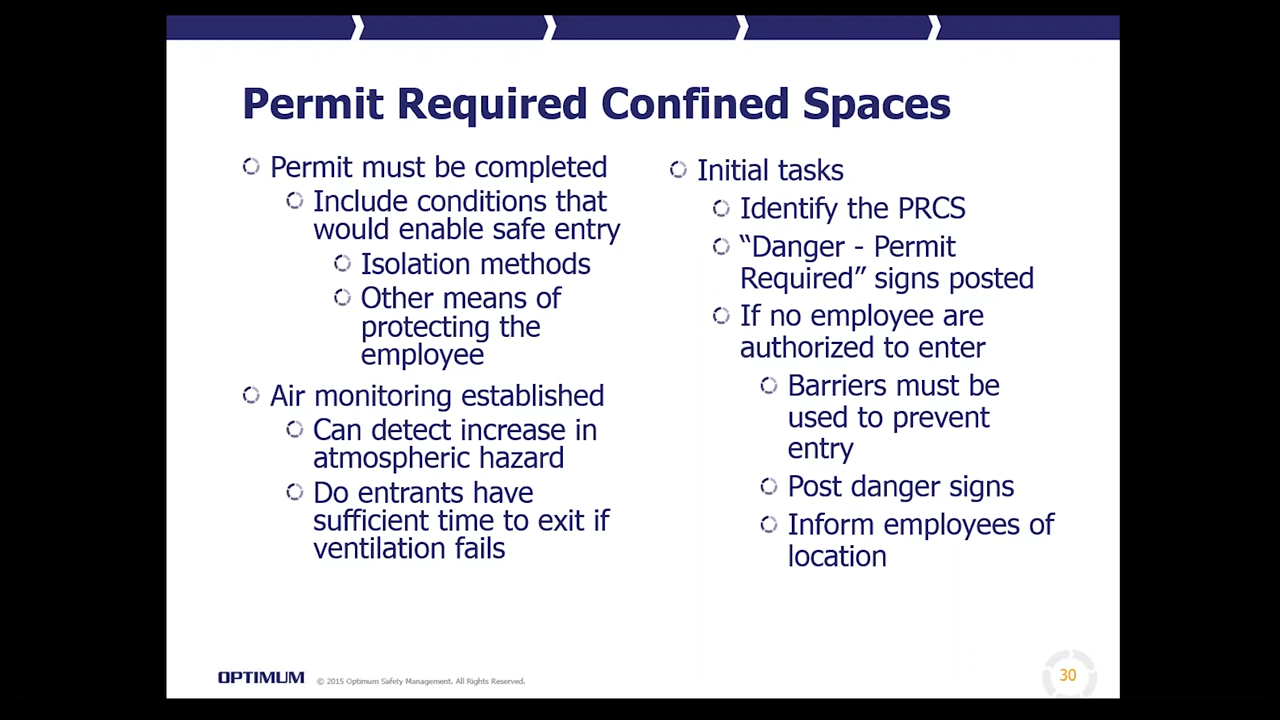 Permit Required Confined Spaces
Permit must be completed
Include conditions that
would enable safe entry
Isolation methods
Other means of
protecting the
employee
Air monitoring established
Can detect increase in
atmospheric hazard
Do entrants have
sufficient time to exit if
ventilation fails
Initial tasks
Identify the PRCS
“Danger - Permit
Required” signs posted
If no employee are
authorized to enter
Barriers must be
used to prevent
entry
Post danger signs
Inform employees of
location
OPTIMUM © 2015 Optimum Safety Management. All Rights Reserved.
30